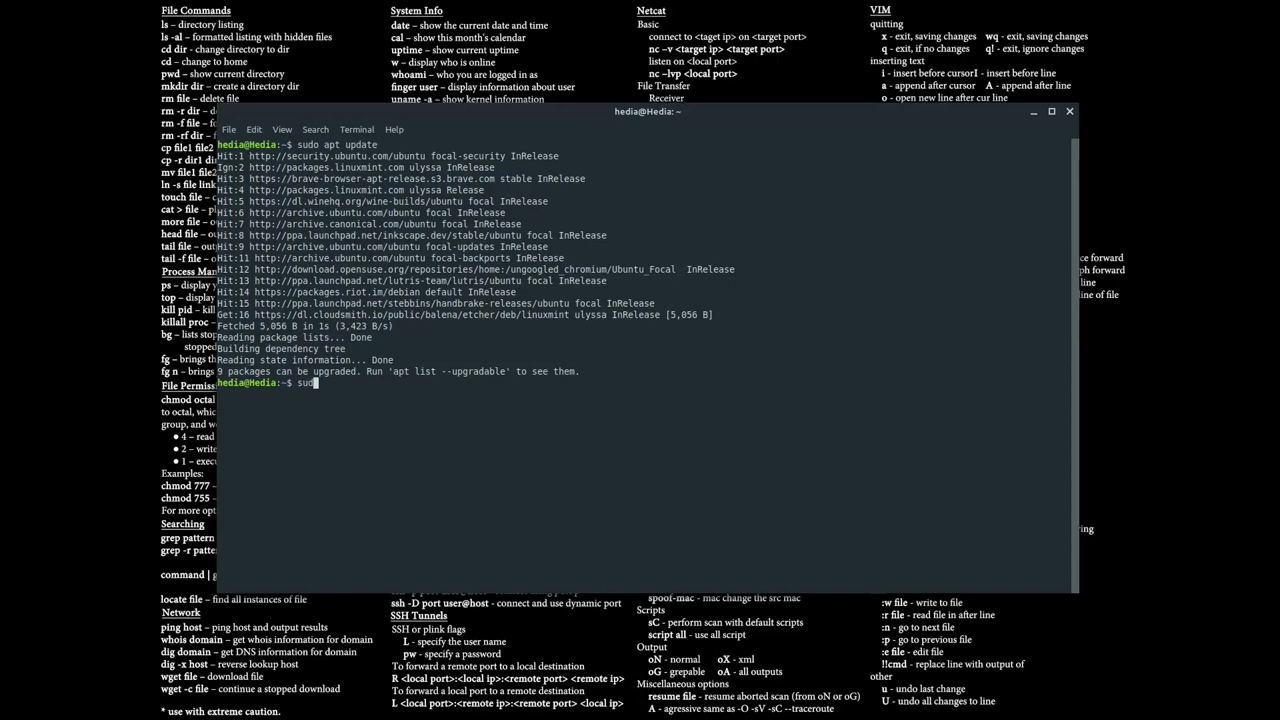 File Commands
ls – directory listing
ls -al – formatted listing with hidden files
cd dir - change directory to dir
cd – change to home
pwd – show current directory
mkdir dir – create a directory dir
rm file – delete file
rm -r dir –
rm -f file –
rm -rf dir –
cp file1 file2
cp -r dir1 dir2
mv file1 file2
ln -s file link
touch file –
cat > file –
more file –
head file –
tail file –
tail -f file –
Process Man
ps – display y
top – display
kill pid –
killall proc –
bg – lists stop
stopped
fg – brings th
fg n – brings
File Permiss
chmod octal
to octal, whic
group, and w
● 4 – read
● 2 – write
● 1 – exec
Examples:
chmod 777 –
chmod 755 –
For more opt
Searching
grep pattern
grep -r patte
command | g
locate file – find all instances of file
Network
ping host – ping host and output results
whois domain – get whois information for domain
dig domain – get DNS information for domain
dig -x host – reverse lookup host
wget file – download file
wget -c file – continue a stopped download
* use with extreme caution.
System Info
date – show the current date and time
cal – show this month's calendar
uptime – show current uptime
w – display who is online
whoami – who you are logged in as
finger user – display information about user
uname -a – show kernel information
ssh -D port user@host - connect and use dynamic port
SSH Tunnels
SSH or plink flags
L - specify the user name
pw - specify a password
To forward a remote port to a local destination
R <local port>:<local ip>:<remote port> <remote ip>
To forward a local port to a remote destination
L <local port>:<remote ip>:<remote port> <local ip>
Netcat
Basic
connect to <taget ip> on <target port>
nc –v <target ip> <target port>
listen on <local port>
nc –lvp <local port>
File Transfer
Receiver
spoof-mac - mac change the src mac
Scripts
sC – perform scan with default scripts
script all - use all script
Output
oN – normal oX – xml
oG – grepable oA – all outputs
Miscellaneous options
resume file - resume aborted scan (from oN or oG)
A - agressive same as -O -sV -sC --traceroute
VIM
quitting
x - exit, saving changes wq - exit, saving changes
q - exit, if no changes q! - exit, ignore changes
inserting text
i - insert before cursorI - insert before line
a - append after cursor A - append after line
o - open new line after cur line
ce forward
ph forward
line
line of file
ring
:w file - write to file
:r file - read file in after line
:n - go to next file
:p - go to previous file
:e file - edit file
!!cmd - replace line with output of
other
u - undo last change
U - undo all changes to line
hedia@Hedia: ~
File Edit View Search Terminal Help
hedia@Hedia:~$ sudo apt update
Hit:1 http://security.ubuntu.com/ubuntu focal-security InRelease
Ign:2 http://packages.linuxmint.com ulyssa InRelease
Hit:3 https://brave-browser-apt-release.s3.brave.com stable InRelease
Hit:4 http://packages.linuxmint.com ulyssa Release
Hit:5 https://dl.winehq.org/wine-builds/ubuntu focal InRelease
Hit:6 http://archive.ubuntu.com/ubuntu focal InRelease
Hit:7 http://archive.canonical.com/ubuntu focal InRelease
Hit:8 http://ppa.launchpad.net/inkscape.dev/stable/ubuntu focal InRelease
Hit:9 http://archive.ubuntu.com/ubuntu focal-updates InRelease
Hit:11 http://archive.ubuntu.com/ubuntu focal-backports InRelease
Hit:12 http://download.opensuse.org/repositories/home:/ungoogled_chromium/Ubuntu_Focal  InRelease
Hit:13 http://ppa.launchpad.net/lutris-team/lutris/ubuntu focal InRelease
Hit:14 https://packages.riot.im/debian default InRelease
Hit:15 http://ppa.launchpad.net/stebbins/handbrake-releases/ubuntu focal InRelease
Get:16 https://dl.cloudsmith.io/public/balena/etcher/deb/linuxmint ulyssa InRelease [5,056 B]
Fetched 5,056 B in 1s (3,423 B/s)
Reading package lists... Done
Building dependency tree
Reading state information... Done
9 packages can be upgraded. Run 'apt list --upgradable' to see them.
hedia@Hedia:~$ sud